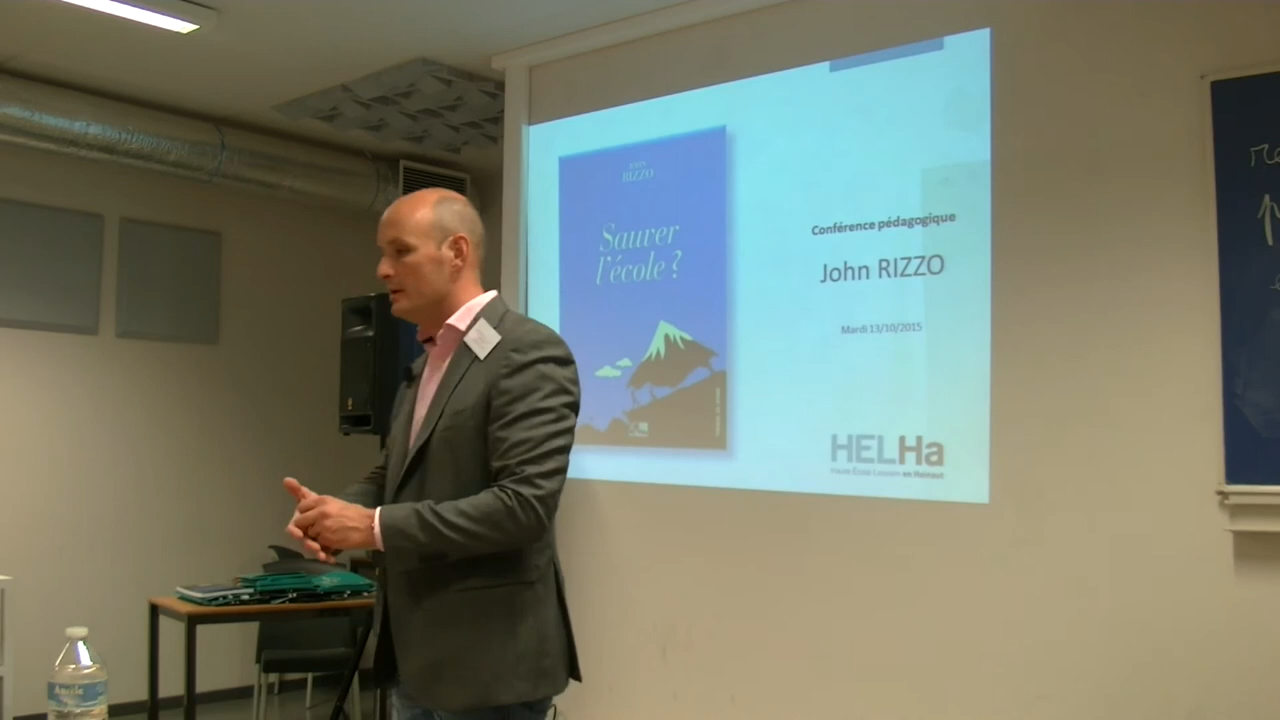 JOHN
RIZZO
Sauver
l'école ?
Conférence pédagogique
John RIZZO
Mardi 13/10/2015
HELHa
Haute École Louvain en Hainaut